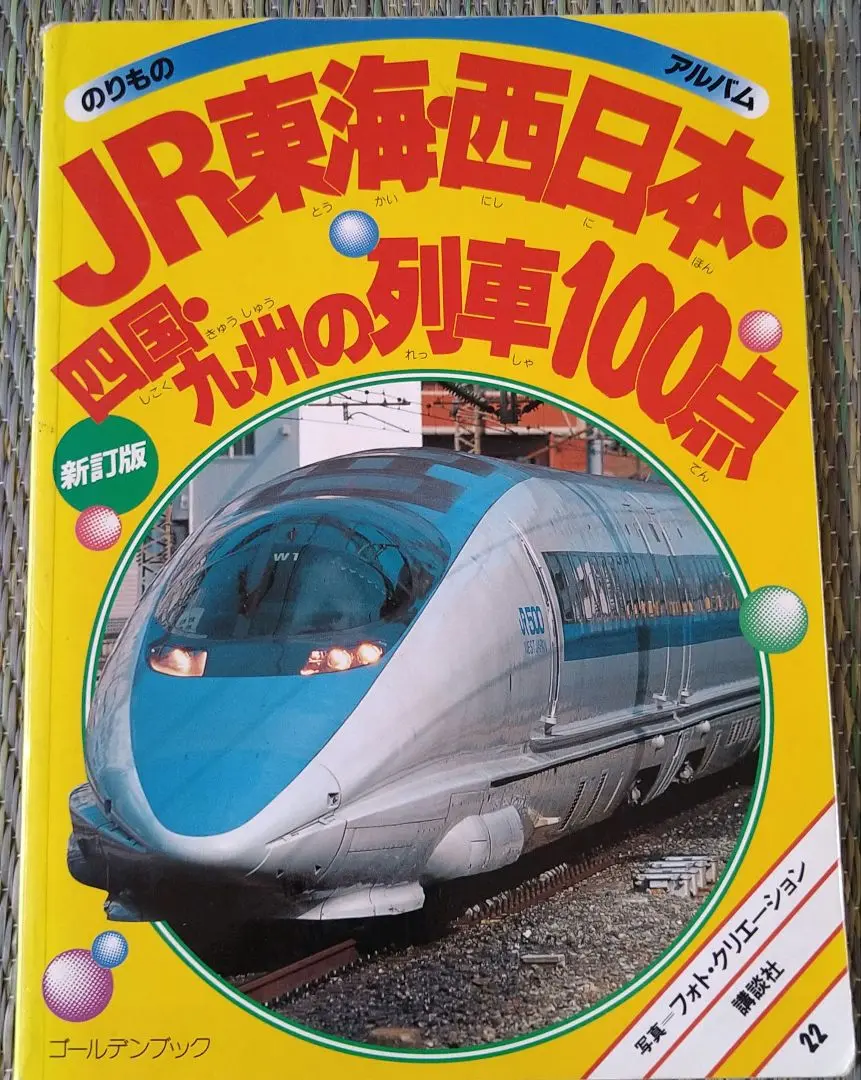 のりもの
アルバム
JR東海・西日本・
とう かい にし に ほん
四国・九州の列車100点
しこく きゅうしゅう れっ しゃ てん
新訂版
W1
JR500
WEST JAPAN
写真=フォト・クリエーション
講談社
22
ゴールデンブック